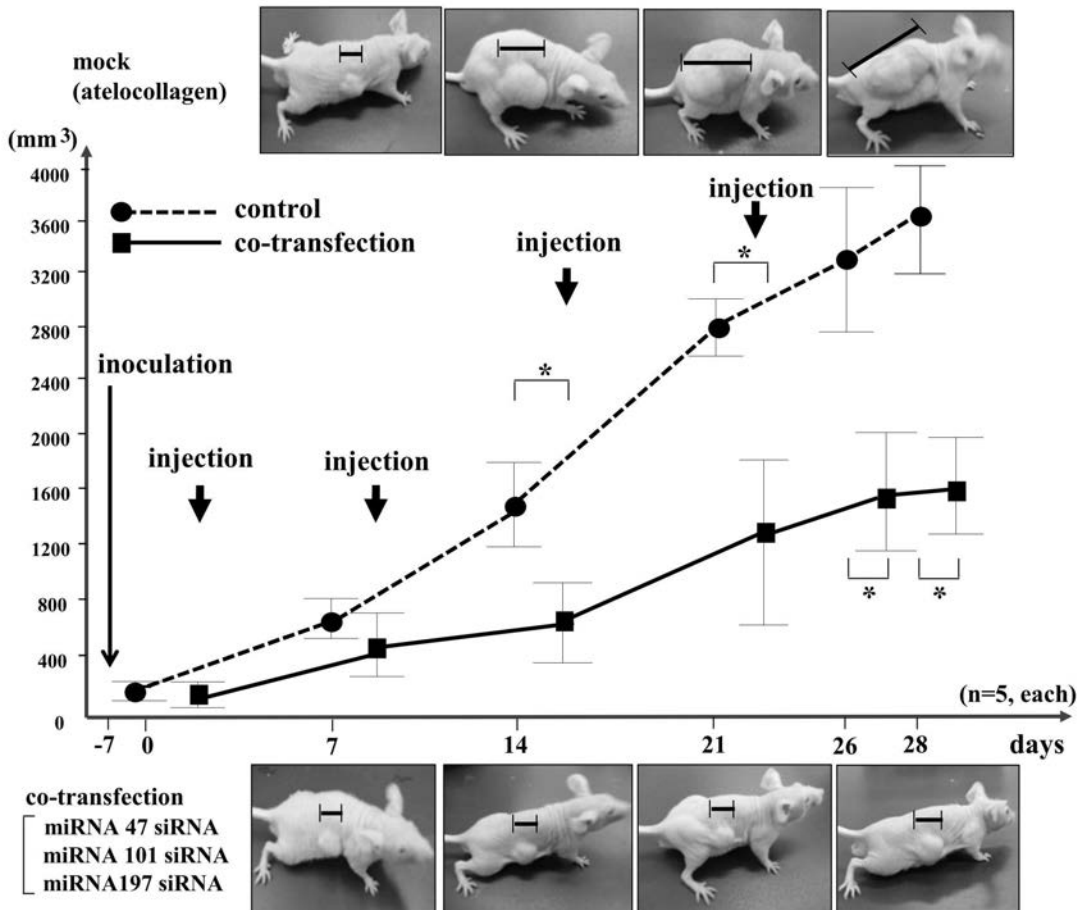 mock
(atelocollagen)
(mm3)
4000
3600
3200
2800
2400
2000
1600
1200
800
400
0
control
co-transfection
injection
injection
inoculation
injection
injection
*
*
*
*
(n=5, each)
-7 0 7 14 21 26 28 days
co-transfection
miRNA 47 siRNA
miRNA 101 siRNA
miRNA197 siRNA